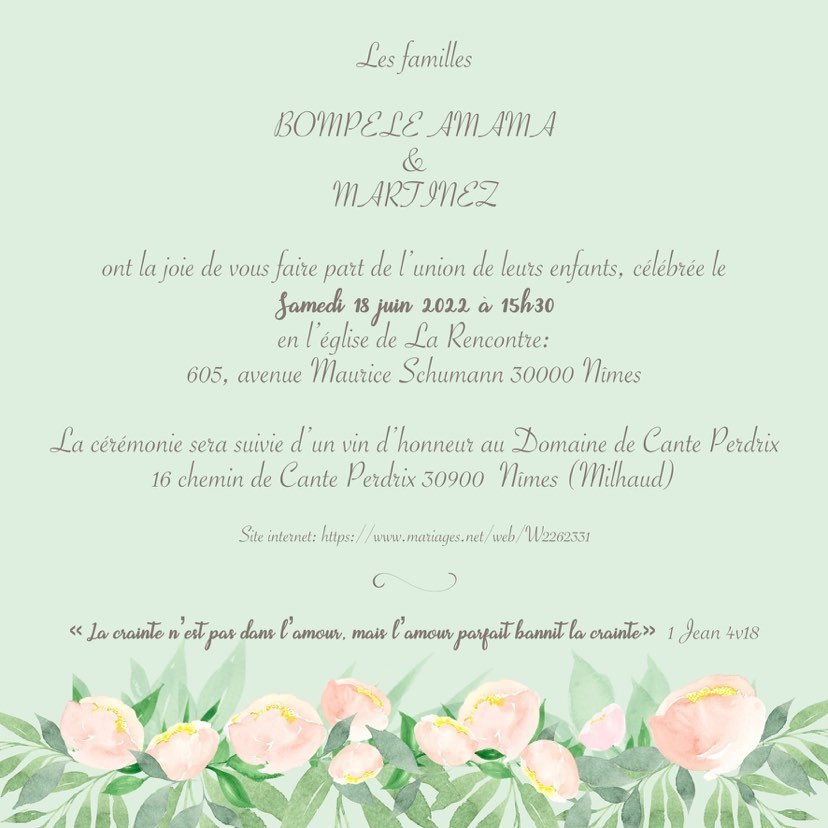 Les familles
BOMPELE AMAMA
&
MARTINEZ
ont la joie de vous faire part de l'union de leurs enfants, célébrée le
Samedi 18 juin 2022 à 15h30
en l'église de La Rencontre:
605, avenue Maurice Schumann 30000 Nîmes
La cérémonie sera suivie d'un vin d'honneur au Domaine de Cante Perdrix
16 chemin de Cante Perdrix 30900 Nîmes (Milhaud)
Site internet: https://www.mariages.net/web/W2262331
« La crainte n'est pas dans l'amour, mais l'amour parfait bannit la crainte» 1 Jean 4v18